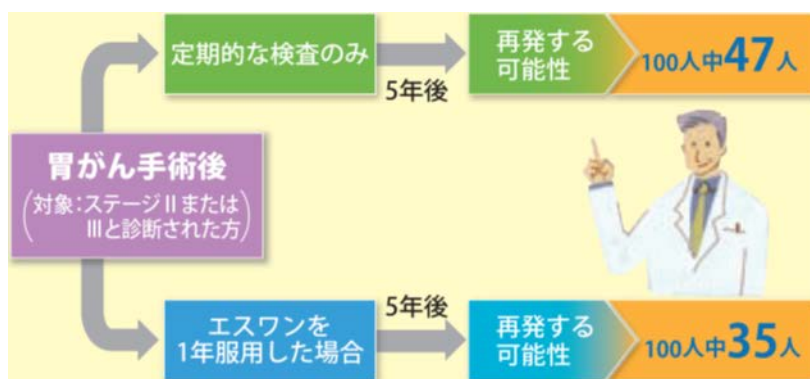 定期的な検査のみ
5年後
再発する
可能性
100人中47人
胃がん手術後
(対象:ステージⅡまたは
Ⅲと診断された方)
エスワンを
1年服用した場合
5年後
再発する
可能性
100人中35人